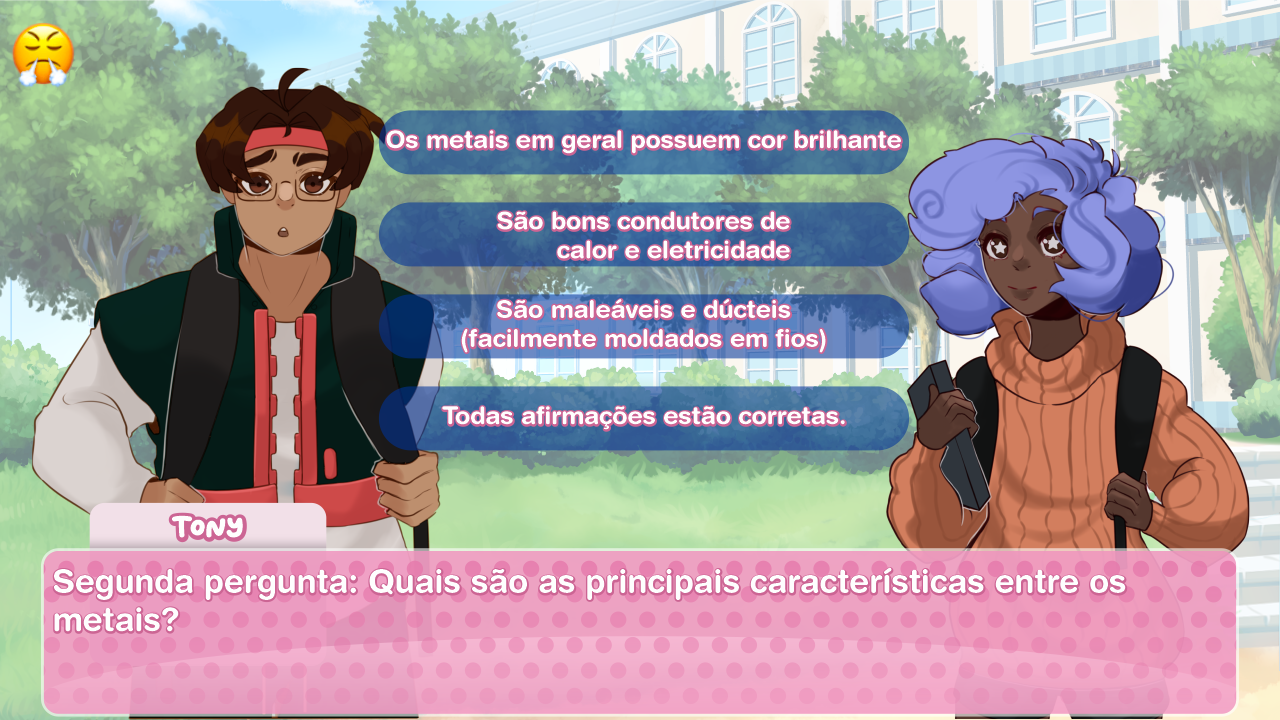 Os metais em geral possuem cor brilhante
São bons condutores de
calor e eletricidade
São maleáveis e dúcteis
(facilmente moldados em fios)
Todas afirmações estão corretas.
TONY
Segunda pergunta: Quais são as principais características entre os
metais?